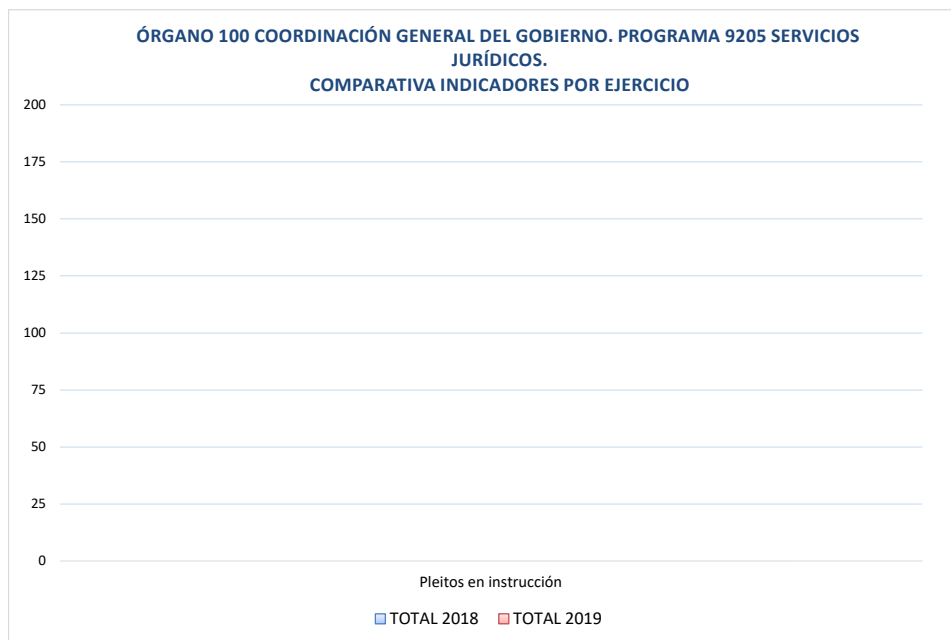 ÓRGANO 100 COORDINACIÓN GENERAL DEL GOBIERNO. PROGRAMA 9205 SERVICIOS
JURÍDICOS.
COMPARATIVA INDICADORES POR EJERCICIO
200
175
150
125
100
75
50
25
0
Pleitos en instrucción
TOTAL 2018 TOTAL 2019